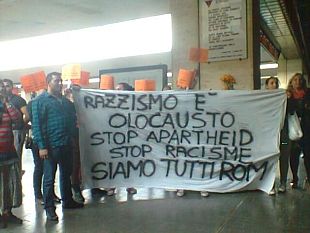 RAZZISMO E'
OLOCAUSTO
STOP APARTHEID
STOP RACISME
SIAMO TUTTI ROM